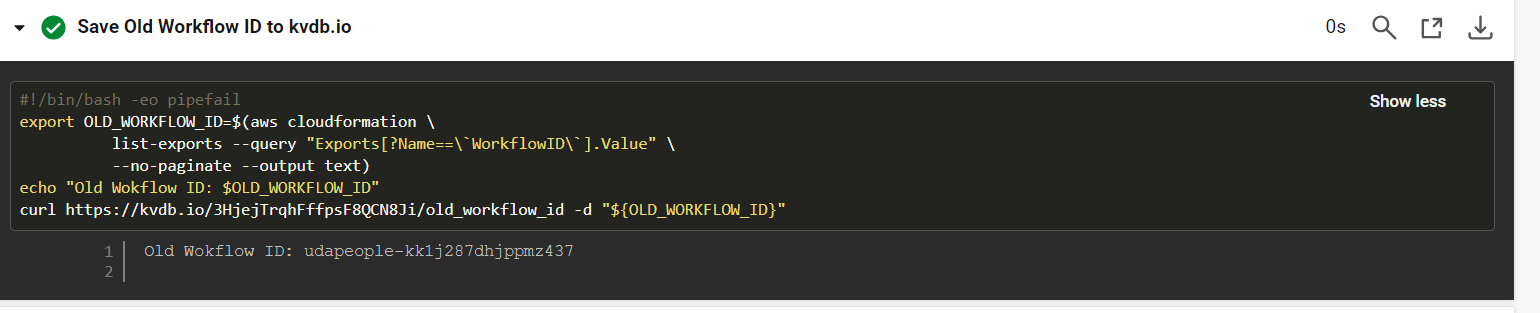 Save Old Workflow ID to kvdb.io
0s
#!/bin/bash -eo pipefail
Show less
export OLD_WORKFLOW_ID=$(aws cloudformation \
list-exports --query "Exports[?Name==\`WorkflowID\`].Value" \
--no-paginate --output text)
echo "Old Wokflow ID: $OLD_WORKFLOW_ID"
curl https://kvdb.io/3HjejTrqhFffpsF8QCN8Ji/old_workflow_id -d "${OLD_WORKFLOW_ID}"
1 Old Wokflow ID: udapeople-kk1j287dhjppmz437
2